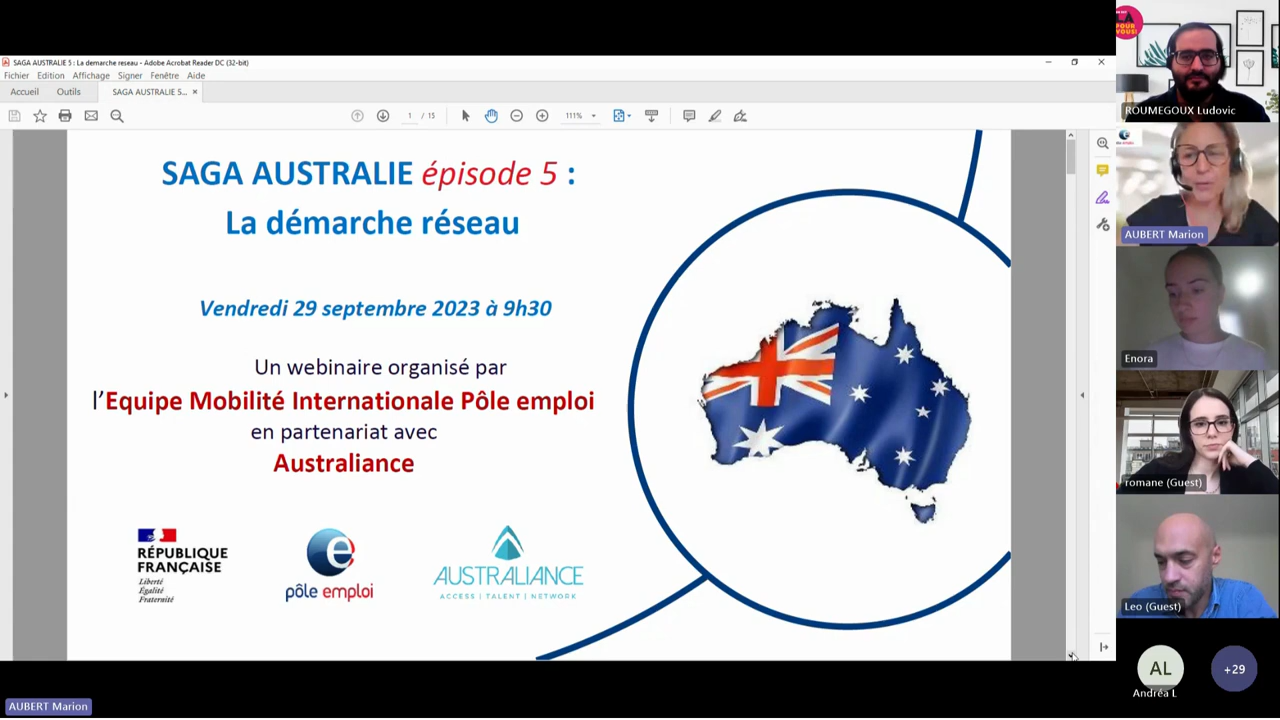 SAGA AUSTRALIE 5 : La demarche reseau - Adobe Acrobat Reader DC (32-bit)
Fichier Edition Affichage Signer Fenêtre Aide
Accueil Outils SAGA AUSTRALIE 5... ×
1 / 15 111%
SAGA AUSTRALIE épisode 5 :
La démarche réseau
Vendredi 29 septembre 2023 à 9h30
Un webinaire organisé par
l'Equipe Mobilité Internationale Pôle emploi
en partenariat avec
Australiance
RÉPUBLIQUE
FRANÇAISE
Liberté
Égalité
Fraternité
pôle emploi
AUSTRALIANCE
ACCESS | TALENT | NETWORK
LÀ
POUR
VOUS!
ROUMEGOUX Ludovic
AUBERT Marion
Enora
romane (Guest)
Leo (Guest)
AL
Andréa L
+29
AUBERT Marion